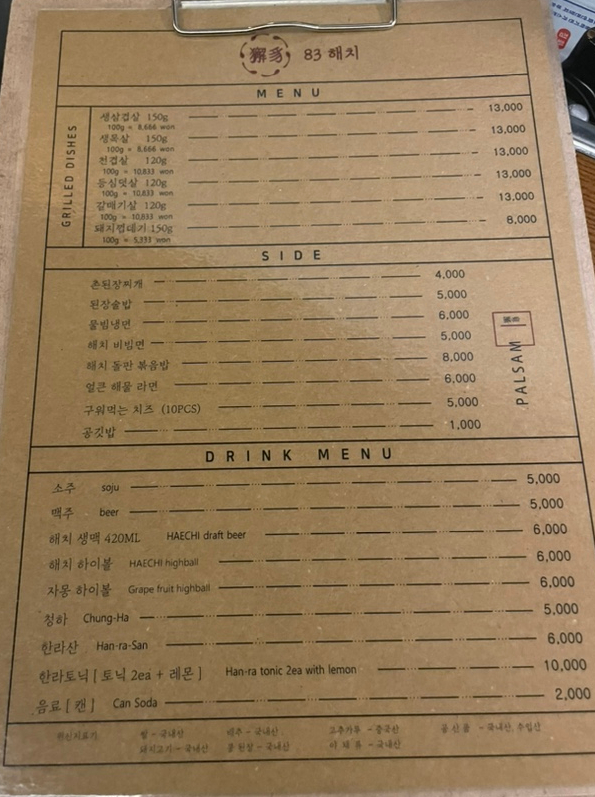 83 해치
MENU
GRILLED DISHES
생삼겹살 150g 13,000
100g = 8,666 won
생목살 150g 13,000
100g = 8,666 won
천겹살 120g 13,000
100g = 10,833 won
등심덧살 120g 13,000
100g = 10,833 won
갈매기살 120g 13,000
100g = 10,833 won
돼지껍데기 150g 8,000
100g = 5,333 won
SIDE
촌된장찌개 4,000
된장술밥 5,000
물빔냉면 6,000
해치 비빔면 5,000
해치 돌판 볶음밥 8,000
얼큰 해물 라면 6,000
구워먹는 치즈 (10PCS) 5,000
공깃밥 1,000
PALSAM
DRINK MENU
소주 soju 5,000
맥주 beer 5,000
해치 생맥 420ML HAECHI draft beer 6,000
해치 하이볼 HAECHI highball 6,000
자몽 하이볼 Grape fruit highball 6,000
청하 Chung-Ha 5,000
한라산 Han-ra-San 6,000
한라토닉 [ 토닉 2ea + 레몬 ] Han-ra tonic 2ea with lemon 10,000
음료 [ 캔 ] Can Soda 2,000
쌀 - 국내산 배추 - 국내산 고추가루 - 중국산 - 국내산, 수입산
돼지고기 - 국내산 콩 된장 - 국내산 - 국내산